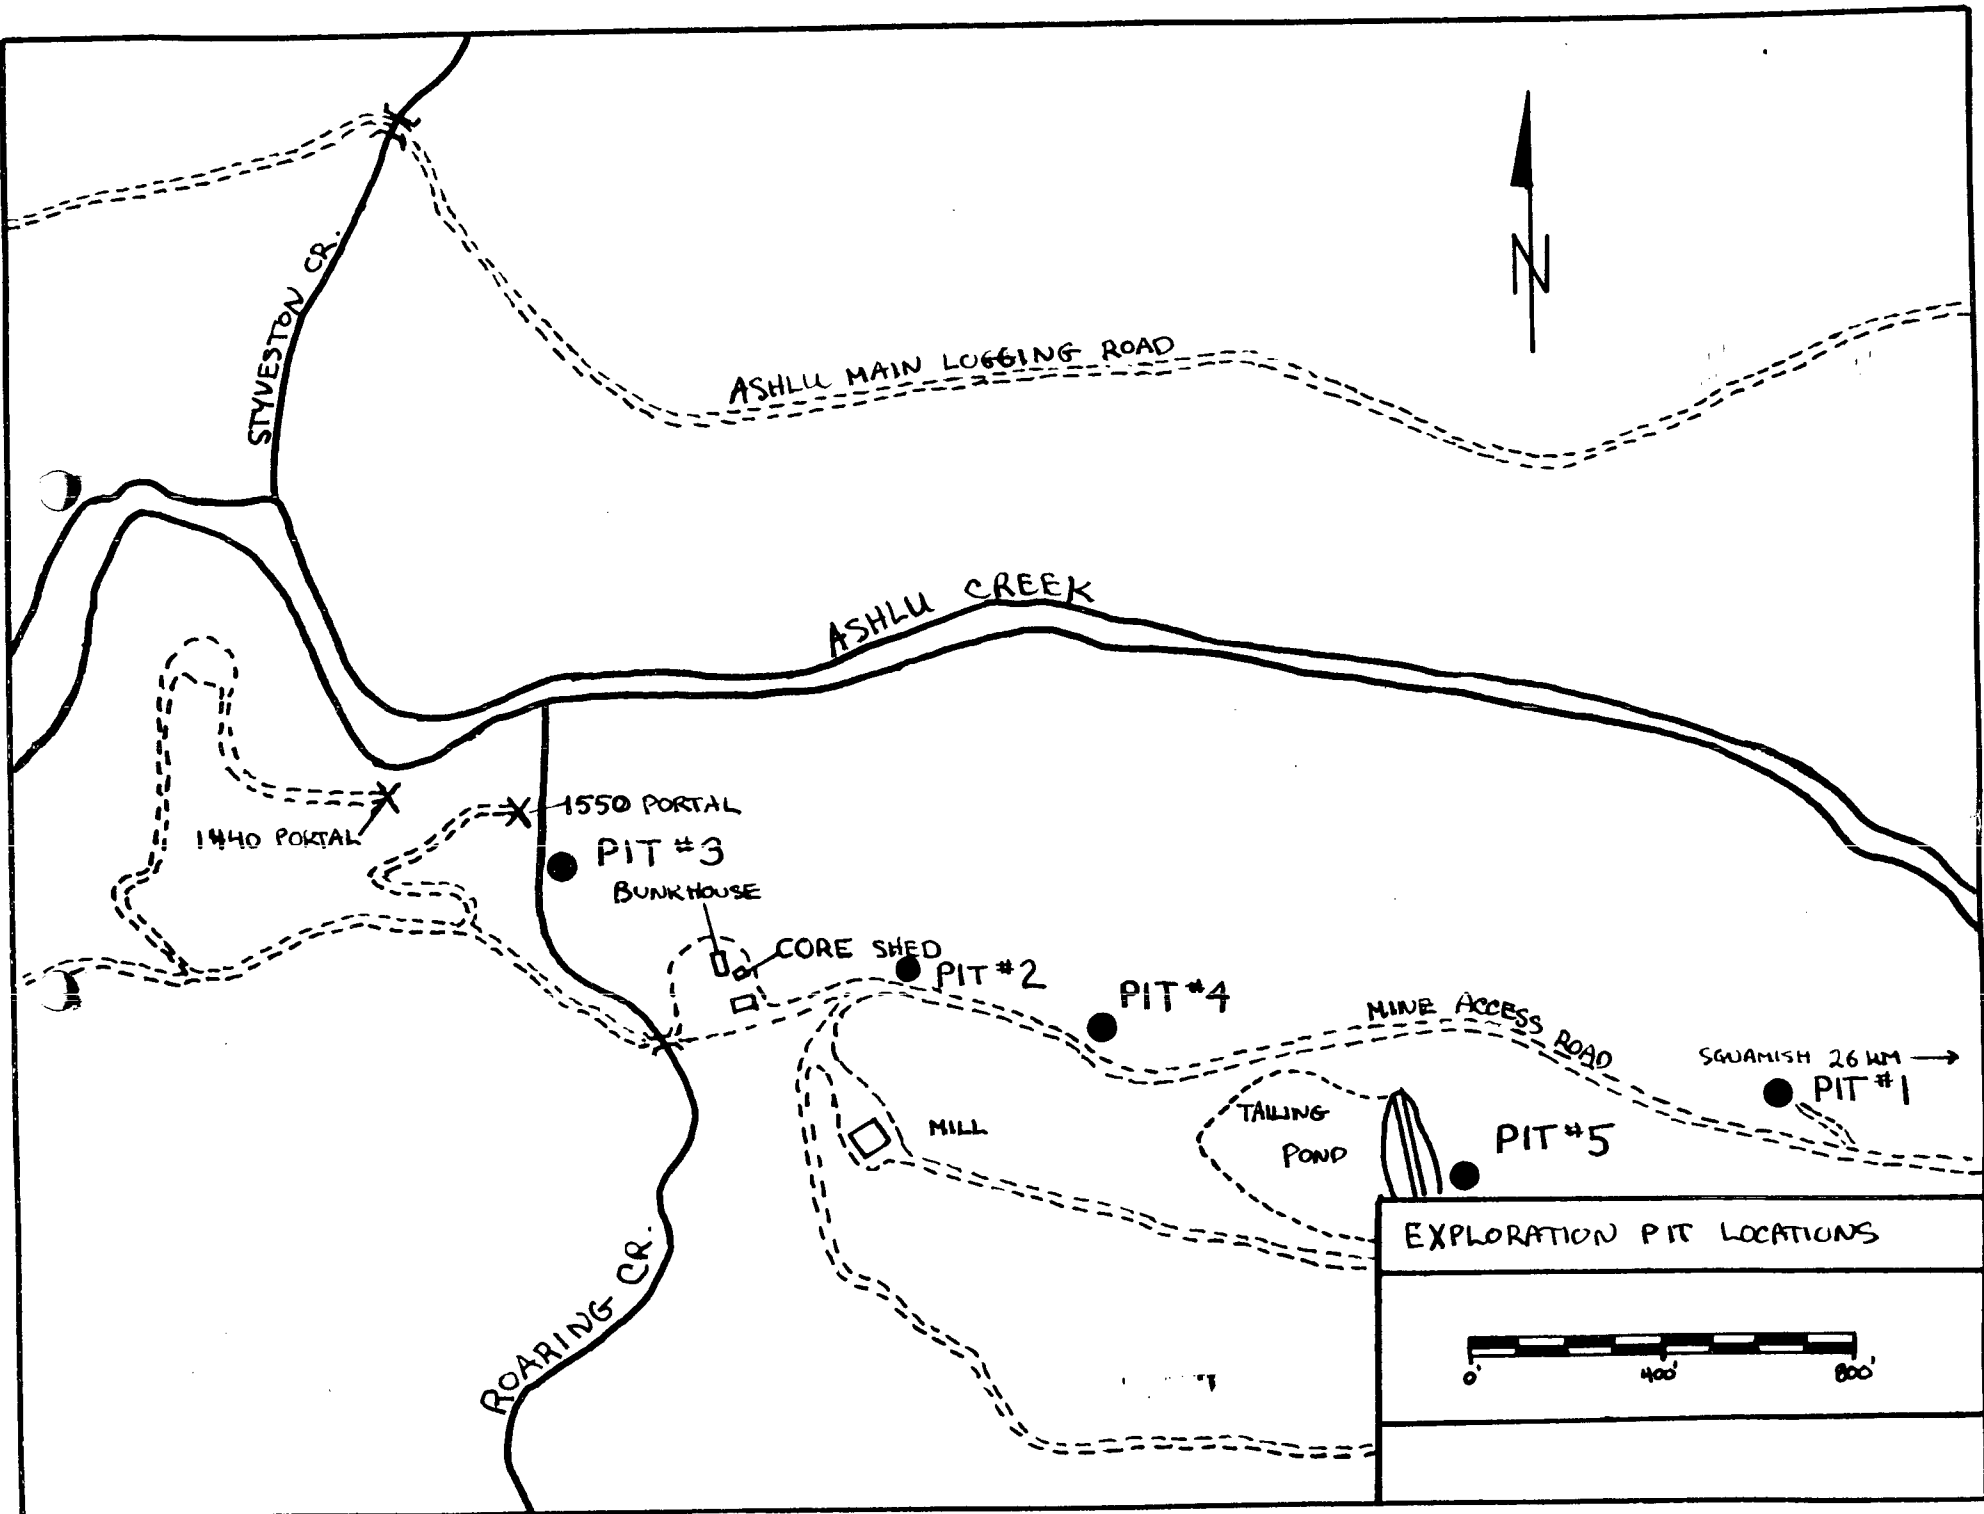 STYVESTON CR.
N
ASHLU MAIN LOGGING ROAD
ASHLU CREEK
1550 PORTAL
1440 PORTAL
PIT #3
BUNKHOUSE
CORE SHED
PIT #2
PIT #4
MINE ACCESS ROAD
SQUAMISH 26 KM
PIT #1
TAILING
POND
MILL
PIT #5
EXPLORATION PIT LOCATIONS
ROARING CR.
0' 400' 800'